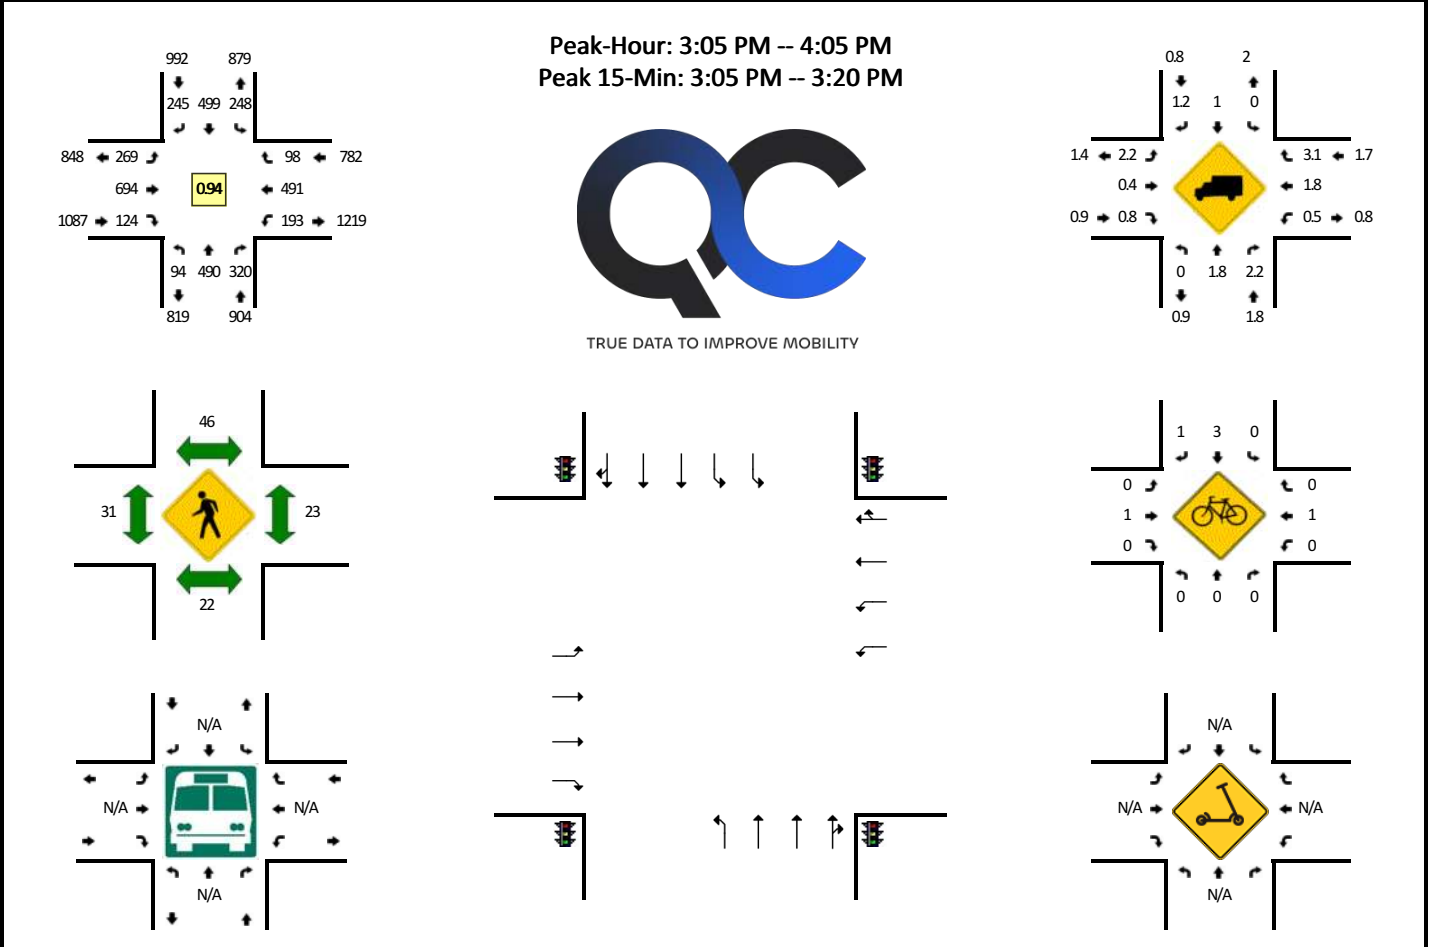 Peak-Hour: 3:05 PM -- 4:05 PM
Peak 15-Min: 3:05 PM -- 3:20 PM
992 879
245 499 248
848 269 98 782
694 0.94 491
1087 124 193 1219
94 490 320
819 904
QC
TRUE DATA TO IMPROVE MOBILITY
0.8 2
1.2 1 0
1.4 2.2 3.1 1.7
0.4 1.8
0.9 0.8 0.5 0.8
0 1.8 2.2
0.9 1.8
46
31 23
22
1 3 0
0 0
1 1
0 0
0 0 0
N/A
N/A N/A
N/A
N/A
N/A N/A
N/A